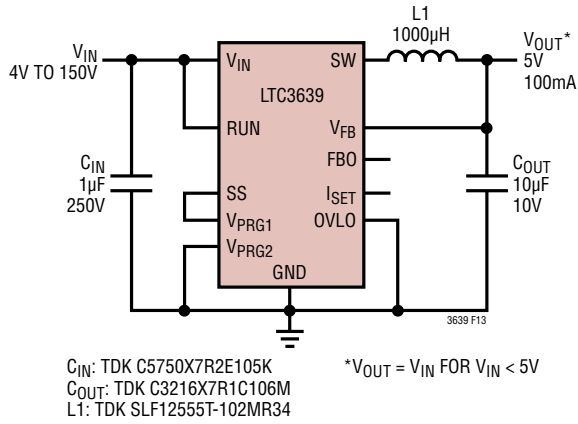 L1
1000µH
VIN
4V TO 150V
VOUT*
5V
100mA
VIN
SW
LTC3639
RUN
VFB
FBO
CIN
1µF
250V
SS
ISET
VPRG1
OVLO
VPRG2
GND
COUT
10µF
10V
3639 F13
CIN: TDK C5750X7R2E105K
*VOUT = VIN FOR VIN < 5V
COUT: TDK C3216X7R1C106M
L1: TDK SLF12555T-102MR34